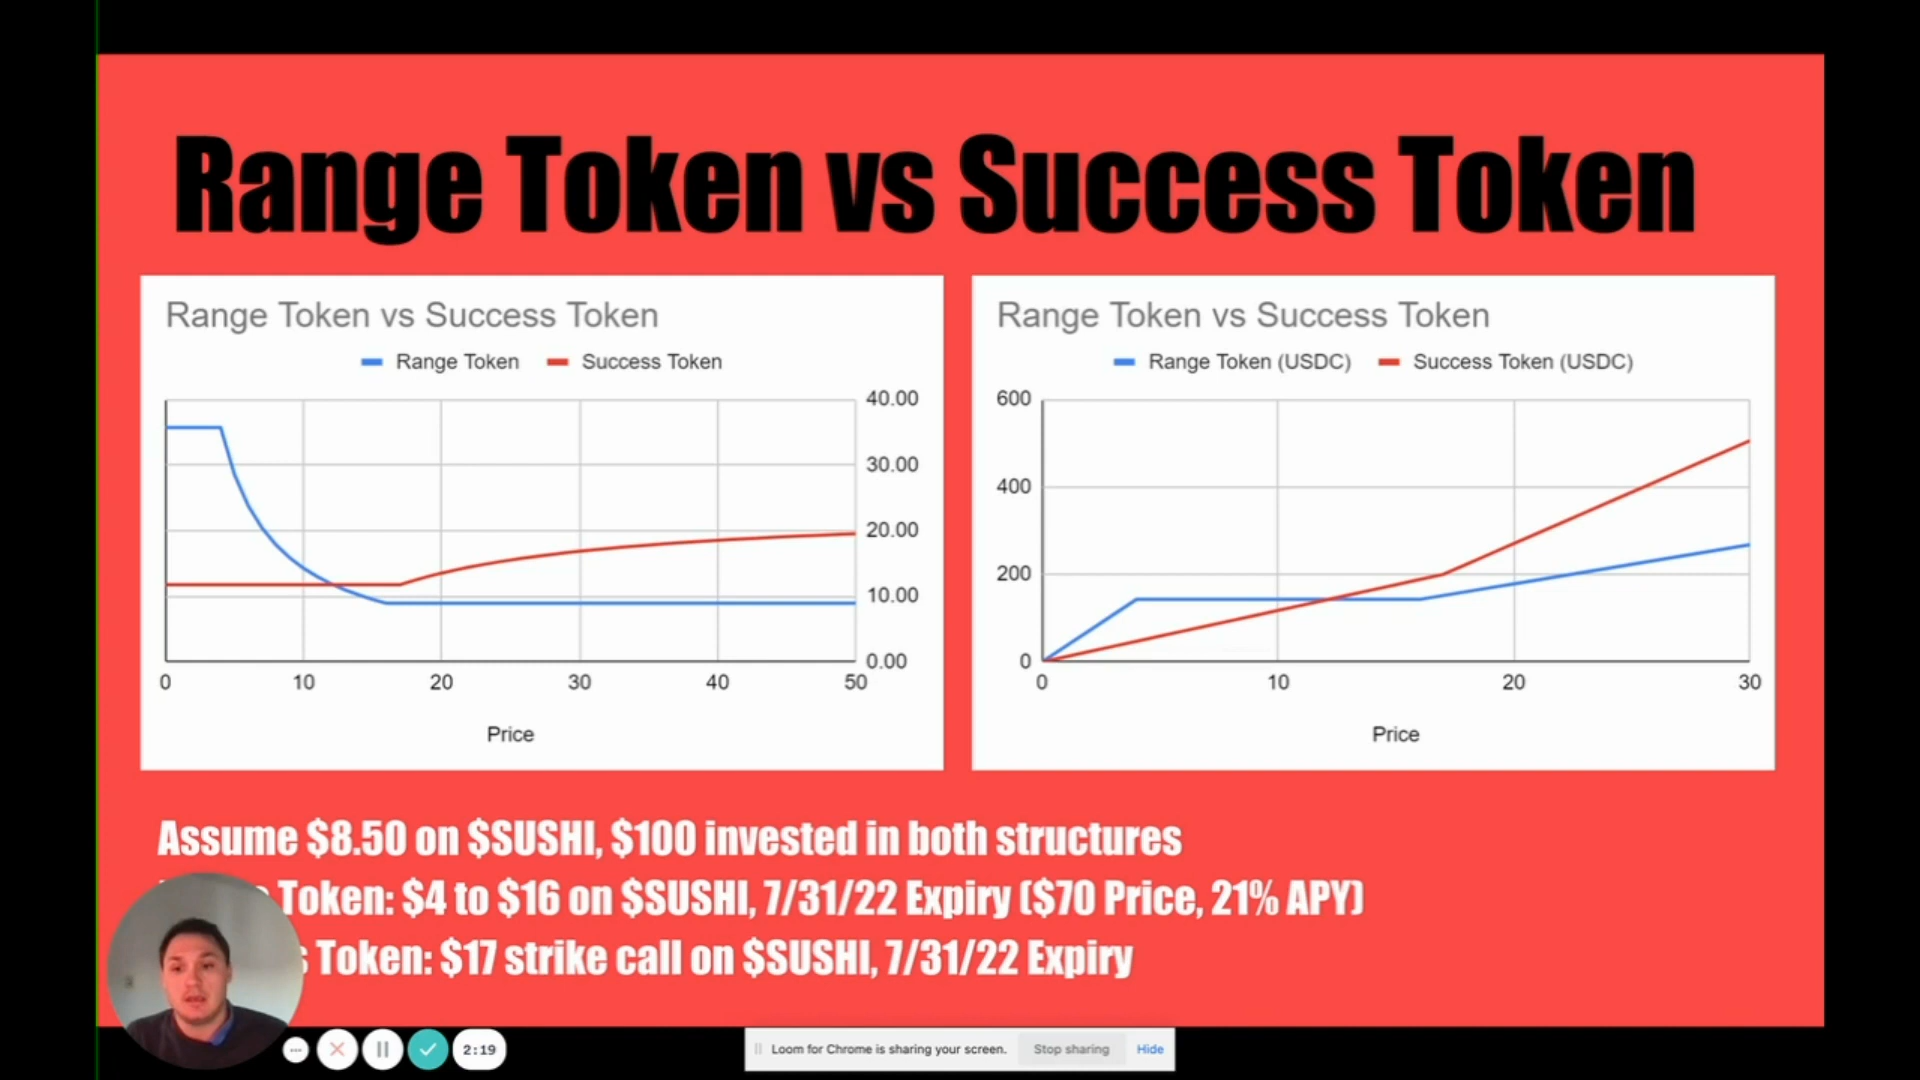 Range Token vs Success Token
Range Token vs Success Token
Range Token Success Token
40.00
30.00
20.00
10.00
0.00
0 10 20 30 40 50
Price
Range Token vs Success Token
Range Token (USDC) Success Token (USDC)
600
400
200
0
0 10 20 30
Price
Assume $8.50 on $SUSHI, $100 invested in both structures
Token: $4 to $16 on $SUSHI, 7/31/22 Expiry ($70 Price, 21% APY)
Token: $17 strike call on $SUSHI, 7/31/22 Expiry
2:19
Loom for Chrome is sharing your screen. Stop sharing Hide